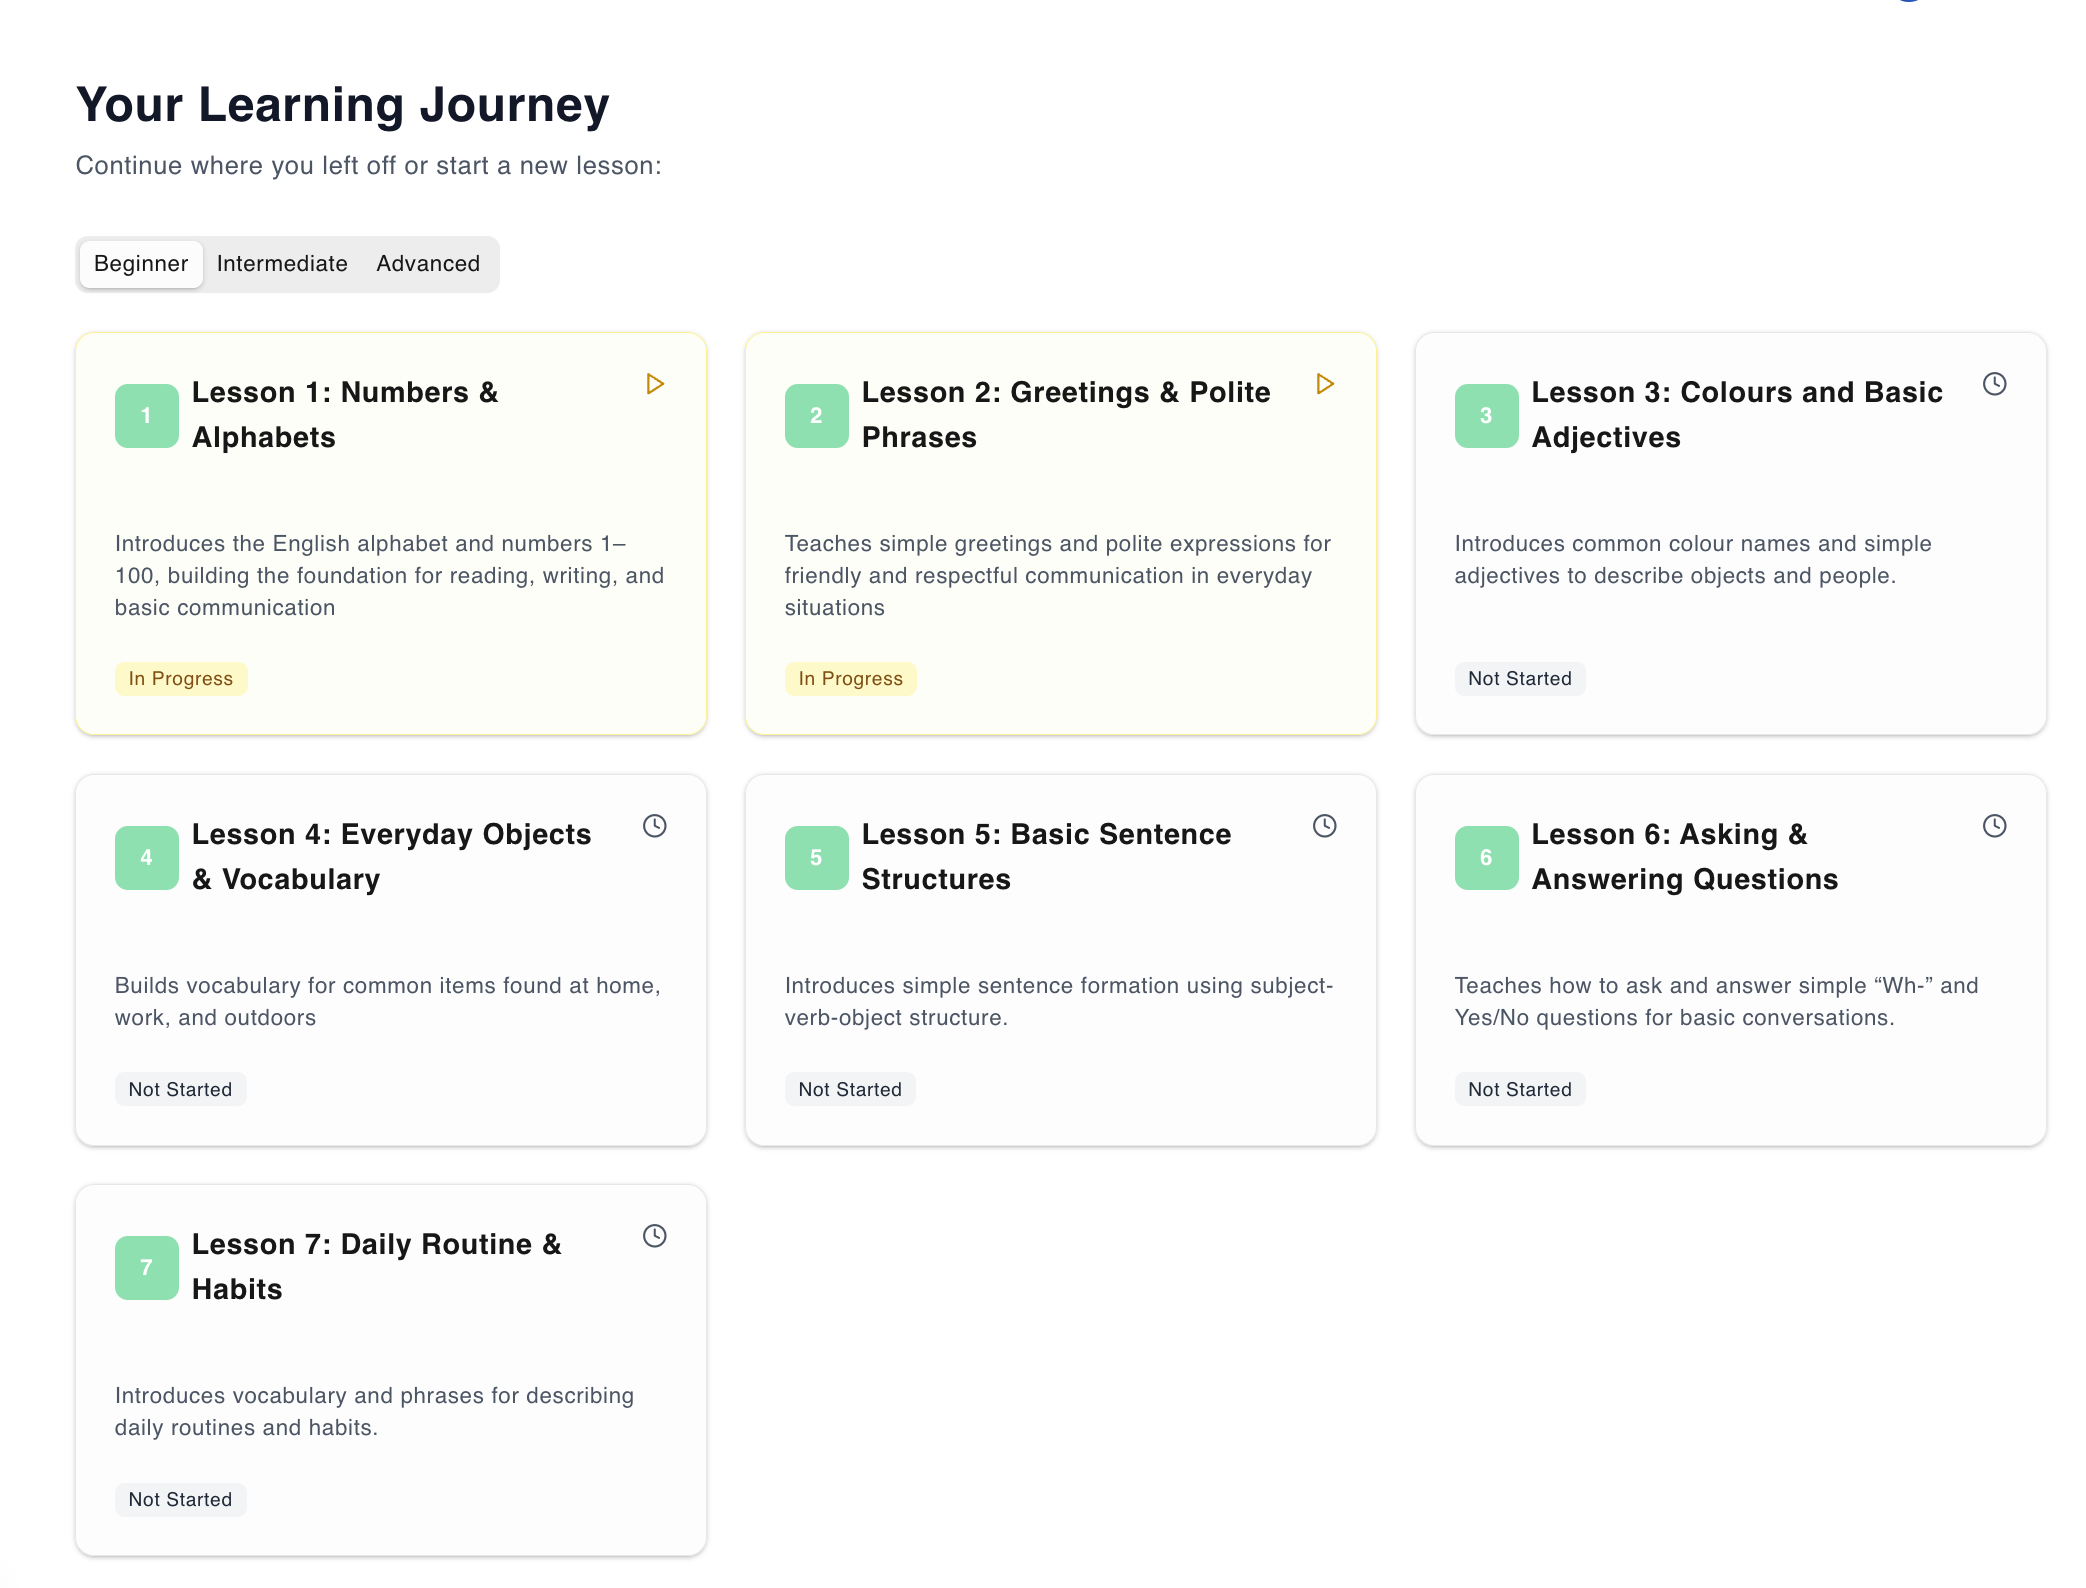 Your Learning Journey
Continue where you left off or start a new lesson:
Beginner Intermediate Advanced
1
Lesson 1: Numbers &
Alphabets
Introduces the English alphabet and numbers 1–
100, building the foundation for reading, writing, and
basic communication
In Progress
2
Lesson 2: Greetings & Polite
Phrases
Teaches simple greetings and polite expressions for
friendly and respectful communication in everyday
situations
In Progress
3
Lesson 3: Colours and Basic
Adjectives
Introduces common colour names and simple
adjectives to describe objects and people.
Not Started
4
Lesson 4: Everyday Objects
& Vocabulary
Builds vocabulary for common items found at home,
work, and outdoors
Not Started
5
Lesson 5: Basic Sentence
Structures
Introduces simple sentence formation using subject-
verb-object structure.
Not Started
6
Lesson 6: Asking &
Answering Questions
Teaches how to ask and answer simple “Wh-” and
Yes/No questions for basic conversations.
Not Started
7
Lesson 7: Daily Routine &
Habits
Introduces vocabulary and phrases for describing
daily routines and habits.
Not Started